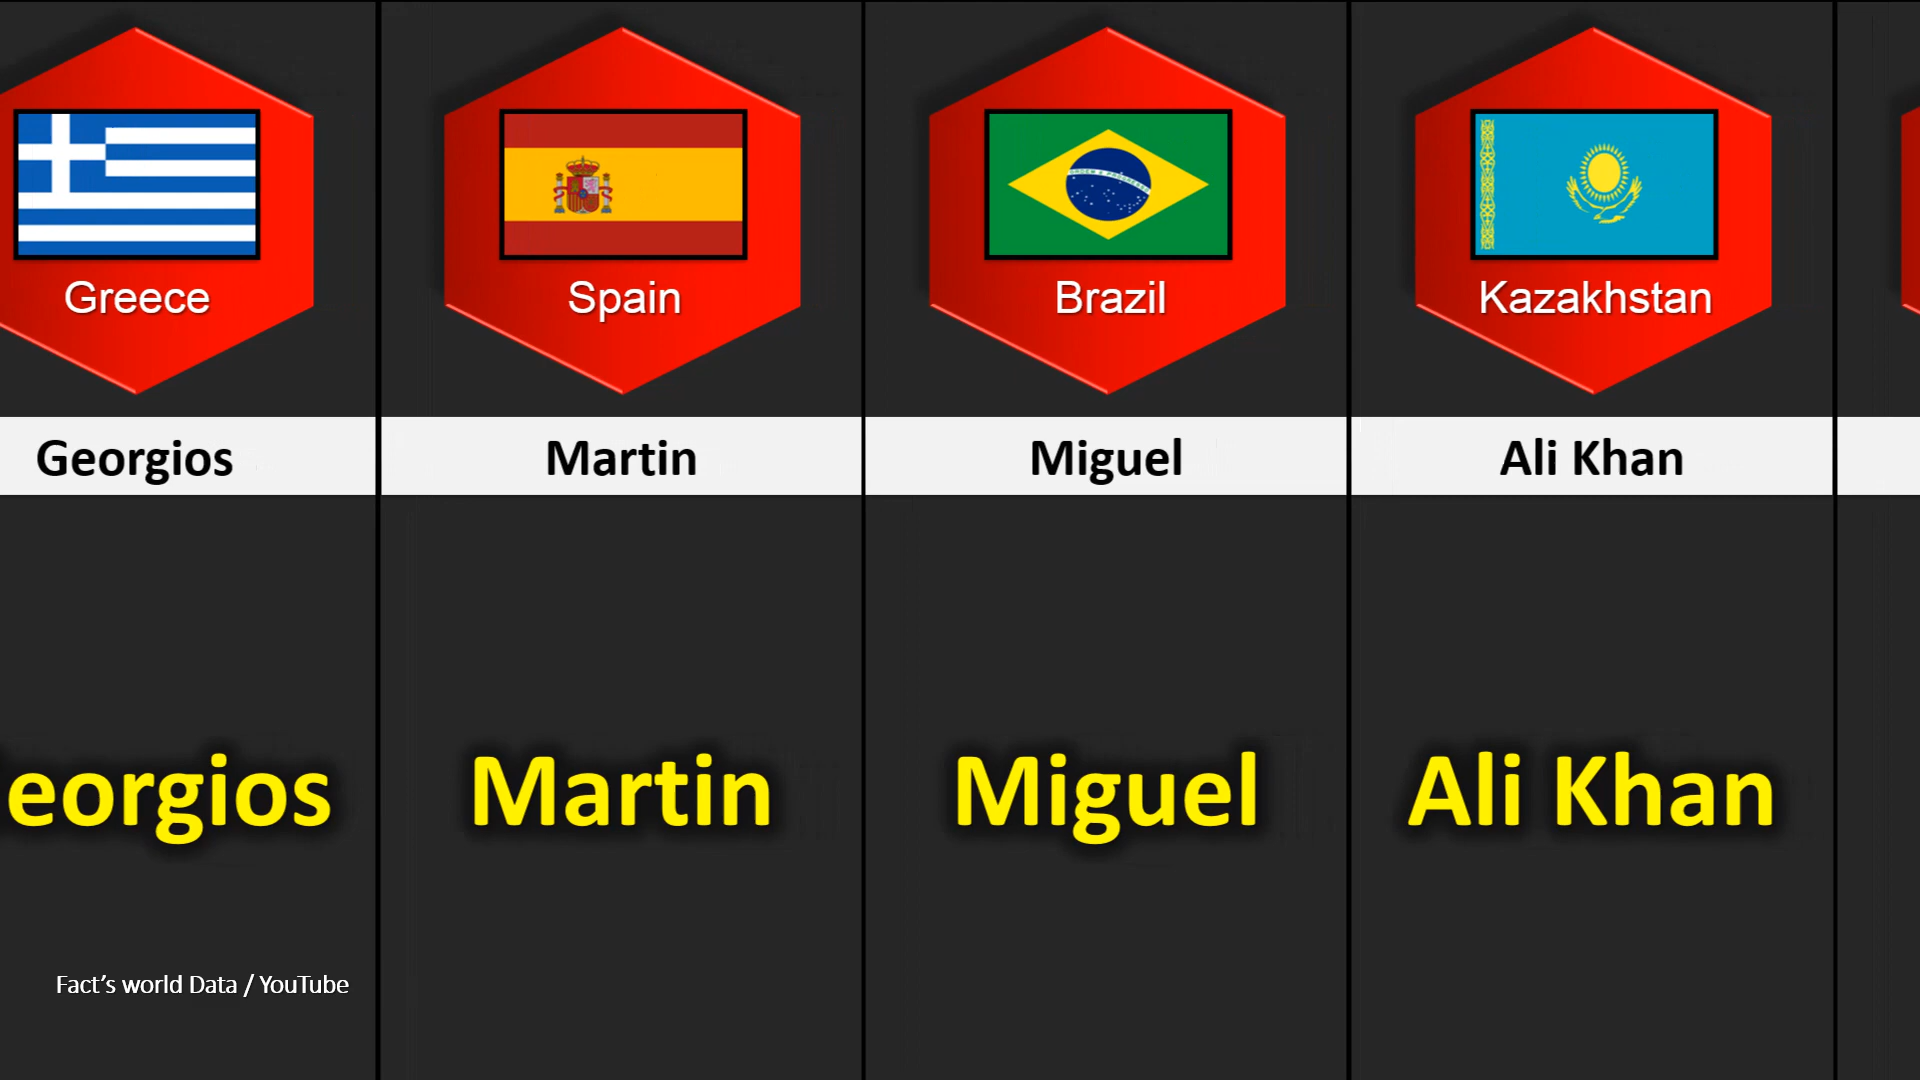 Greece
Spain
Brazil
Kazakhstan
Georgios
Martin
Miguel
Ali Khan
eorgios
Martin
Miguel
Ali Khan
Fact’s world Data / YouTube